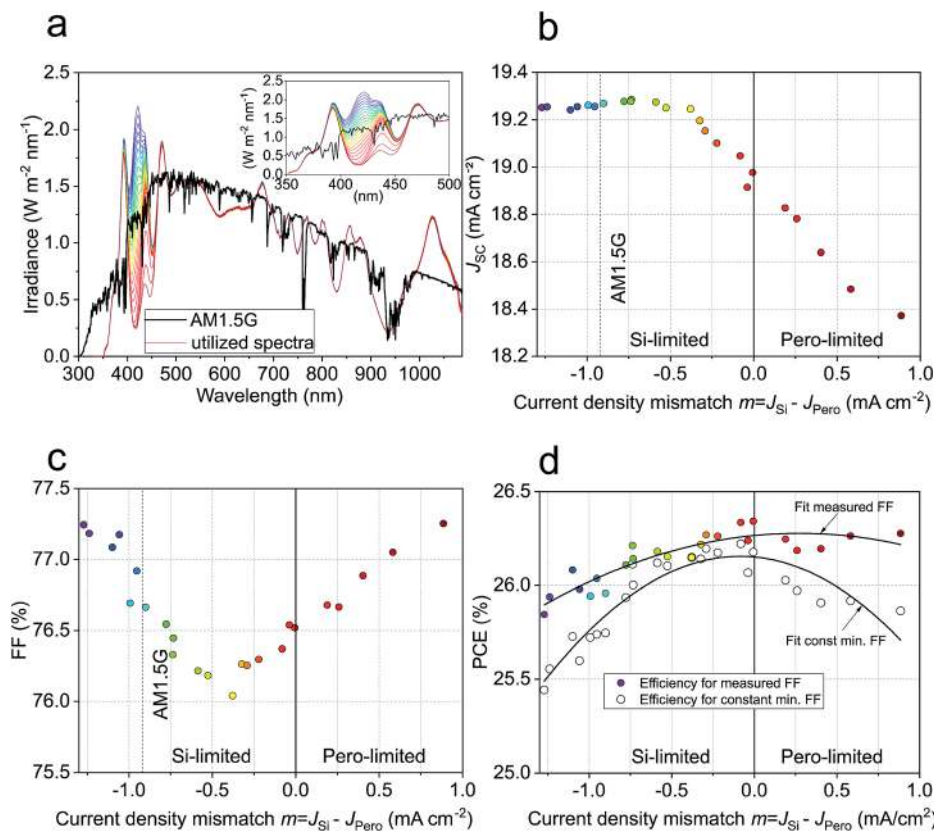 a
2.5
2.0
1.5
1.0
0.5
0.0
Irradiance (W m⁻² nm⁻¹)
300 400 500 600 700 800 900 1000
Wavelength (nm)
AM1.5G
utilized spectra
2.5
2.0
1.5
1.0
0.5
0.0
(W m⁻² nm⁻¹)
350 400 450 500
(nm)
b
19.4
19.2
19.0
18.8
18.6
18.4
18.2
J_SC (mA cm⁻²)
AM1.5G
Si-limited
Pero-limited
-1.0 -0.5 0.0 0.5 1.0
Current density mismatch m=J_Si - J_Pero (mA cm⁻²)
c
77.5
77.0
76.5
76.0
75.5
FF (%)
AM1.5G
Si-limited
Pero-limited
-1.0 -0.5 0.0 0.5 1.0
Current density mismatch m=J_Si - J_Pero (mA cm⁻²)
d
26.5
26.0
25.5
25.0
PCE (%)
Fit measured FF
Fit const min. FF
Efficiency for measured FF
Efficiency for constant min. FF
Si-limited
Pero-limited
-1.0 -0.5 0.0 0.5 1.0
Current density mismatch m=J_Si - J_Pero (mA/cm²)